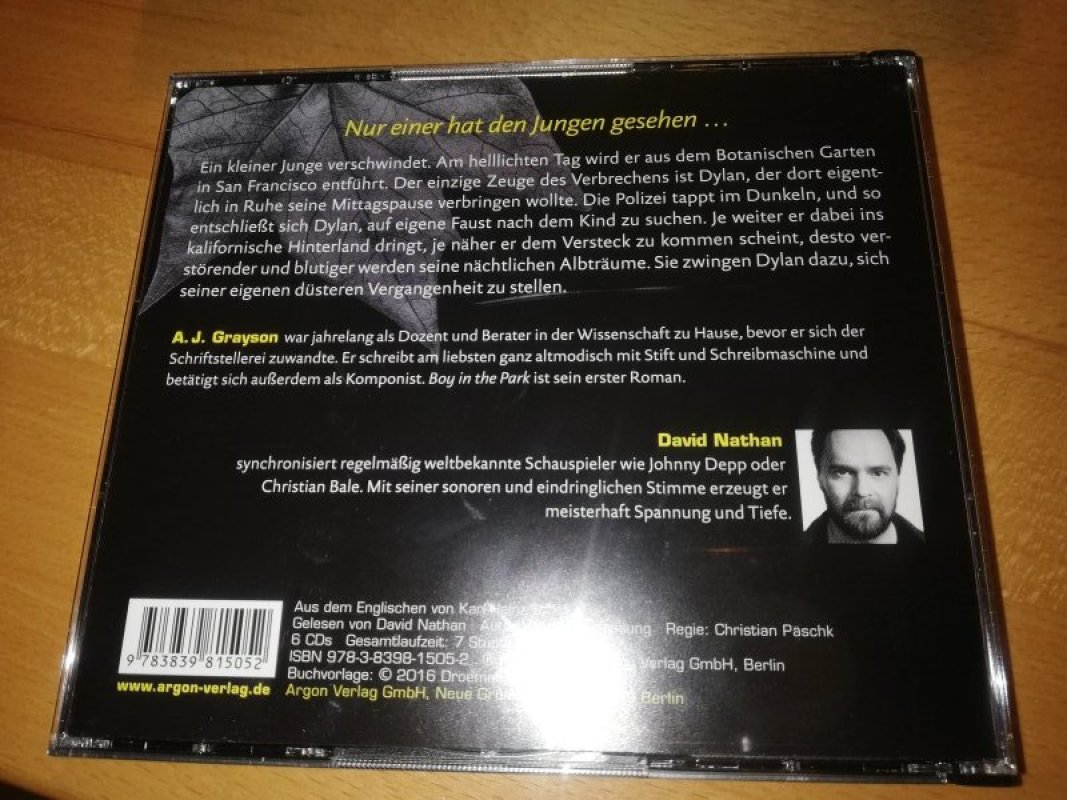 Nur einer hat den Jungen gesehen ...
Ein kleiner Junge verschwindet. Am helllichten Tag wird er aus dem Botanischen Garten
in San Francisco entführt. Der einzige Zeuge des Verbrechens ist Dylan, der dort eigent-
lich in Ruhe seine Mittagspause verbringen wollte. Die Polizei tappt im Dunkeln, und so
entschließt sich Dylan, auf eigene Faust nach dem Kind zu suchen. Je weiter er dabei ins
kalifornische Hinterland dringt, je näher er dem Versteck zu kommen scheint, desto ver-
störender und blutiger werden seine nächtlichen Albträume. Sie zwingen Dylan dazu, sich
seiner eigenen düsteren Vergangenheit zu stellen.
A. J. Grayson war jahrelang als Dozent und Berater in der Wissenschaft zu Hause, bevor er sich der
Schriftstellerei zuwandte. Er schreibt am liebsten ganz altmodisch mit Stift und Schreibmaschine und
betätigt sich außerdem als Komponist. Boy in the Park ist sein erster Roman.
David Nathan
synchronisiert regelmäßig weltbekannte Schauspieler wie Johnny Depp oder
Christian Bale. Mit seiner sonoren und eindringlichen Stimme erzeugt er
meisterhaft Spannung und Tiefe.
Aus dem Englischen von
Gelesen von David Nathan · Regie: Christian Päschk
6 CDs Gesamtlaufzeit: 7
ISBN 978-3-8398-1505-2 Verlag GmbH, Berlin
Buchvorlage: © 2016
Argon Verlag GmbH, Neue Berlin
9 783839 815052
www.argon-verlag.de